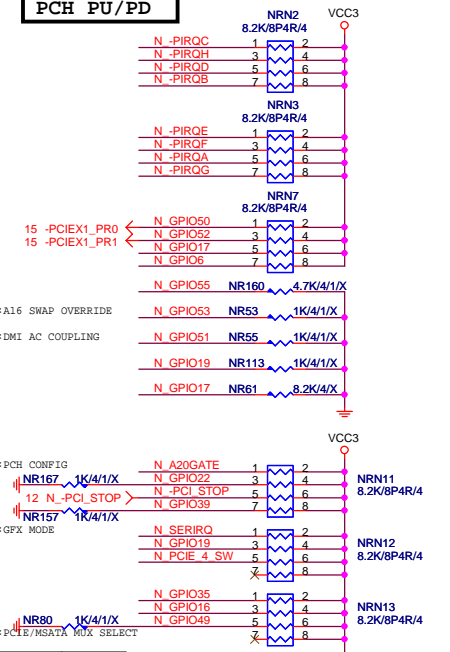 PCH PU/PD
NRN2
8.2K/8P4R/4
VCC3
N_-PIRQC 1 2
N_-PIRQH 3 4
N_-PIRQD 5 6
N_-PIRQB 7 8
NRN3
8.2K/8P4R/4
N_-PIRQE 1 2
N_-PIRQF 3 4
N_-PIRQA 5 6
N_-PIRQG 7 8
NRN7
8.2K/8P4R/4
15 -PCIEX1_PR0 N_GPIO50 1 2
15 -PCIEX1_PR1 N_GPIO52 3 4
N_GPIO17 5 6
N_GPIO6 7 8
N_GPIO55 NR160 4.7K/4/1/X
A16 SWAP OVERRIDE N_GPIO53 NR53 1K/4/1/X
DMI AC COUPLING N_GPIO51 NR55 1K/4/1/X
N_GPIO19 NR113 1K/4/1/X
N_GPIO17 NR61 8.2K/4/X
VCC3
PCH CONFIG
N_A20GATE 1 2
NR167 1K/4/1/X N_GPIO22 3 4
12 N_-PCI_STOP N_-PCI_STOP 5 6
N_GPIO39 7 8
NRN11
8.2K/8P4R/4
NR157 1K/4/1/X
GFX MODE
N_SERIRQ 1 2
N_GPIO19 3 4
N_PCIE_4_SW 5 6
7 8
NRN12
8.2K/8P4R/4
N_GPIO35 1 2
N_GPIO16 3 4
NR80 1K/4/1/X N_GPIO49 5 6
7 8
NRN13
8.2K/8P4R/4
PCIE/MSATA MUX SELECT